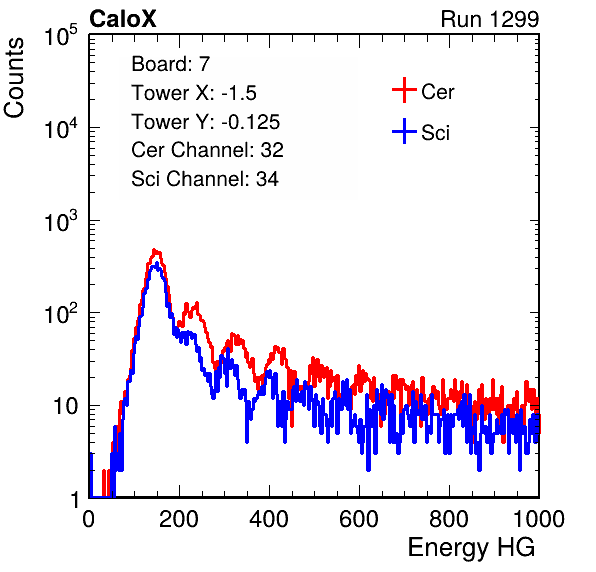 CaloX Run 1299
Counts
10^5
10^4
10^3
10^2
10
1
Board: 7
Tower X: -1.5
Tower Y: -0.125
Cer Channel: 32
Sci Channel: 34
Cer
Sci
0 200 400 600 800 1000
Energy HG